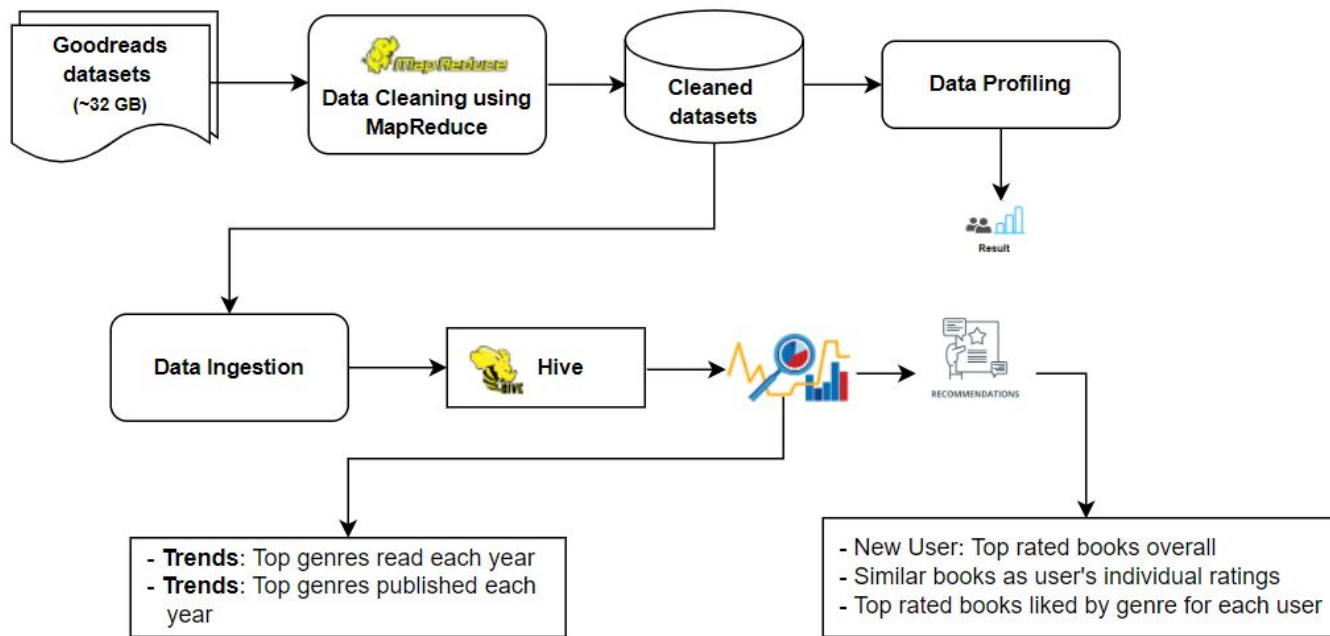 Goodreads
datasets
(~32 GB)
MapReduce
Data Cleaning using
MapReduce
Cleaned
datasets
Data Profiling
Result
Data Ingestion
HIVE
Hive
RECOMMENDATIONS
- Trends: Top genres read each year
- Trends: Top genres published each
year
- New User: Top rated books overall
- Similar books as user's individual ratings
- Top rated books liked by genre for each user